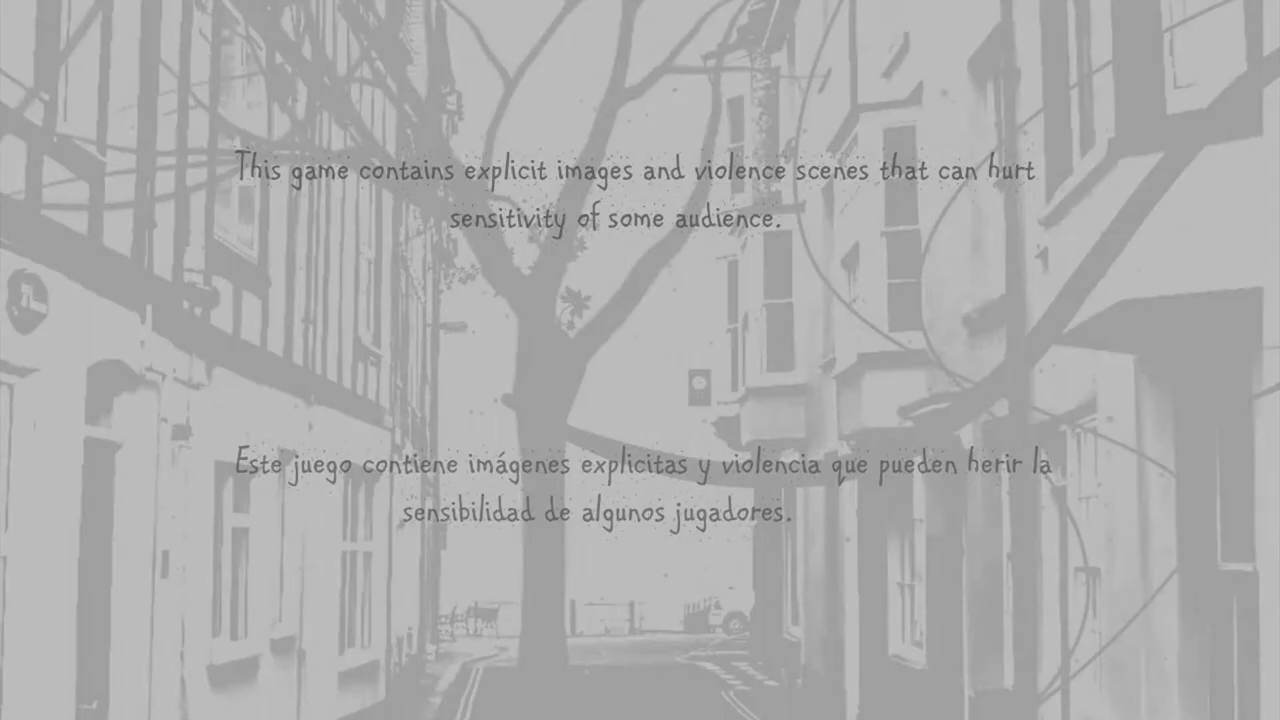 This game contains explicit images and violence scenes that can hurt
sensitivity of some audience.
Este juego contiene imágenes explicitas y violencia que pueden herir la
sensibilidad de algunos jugadores.